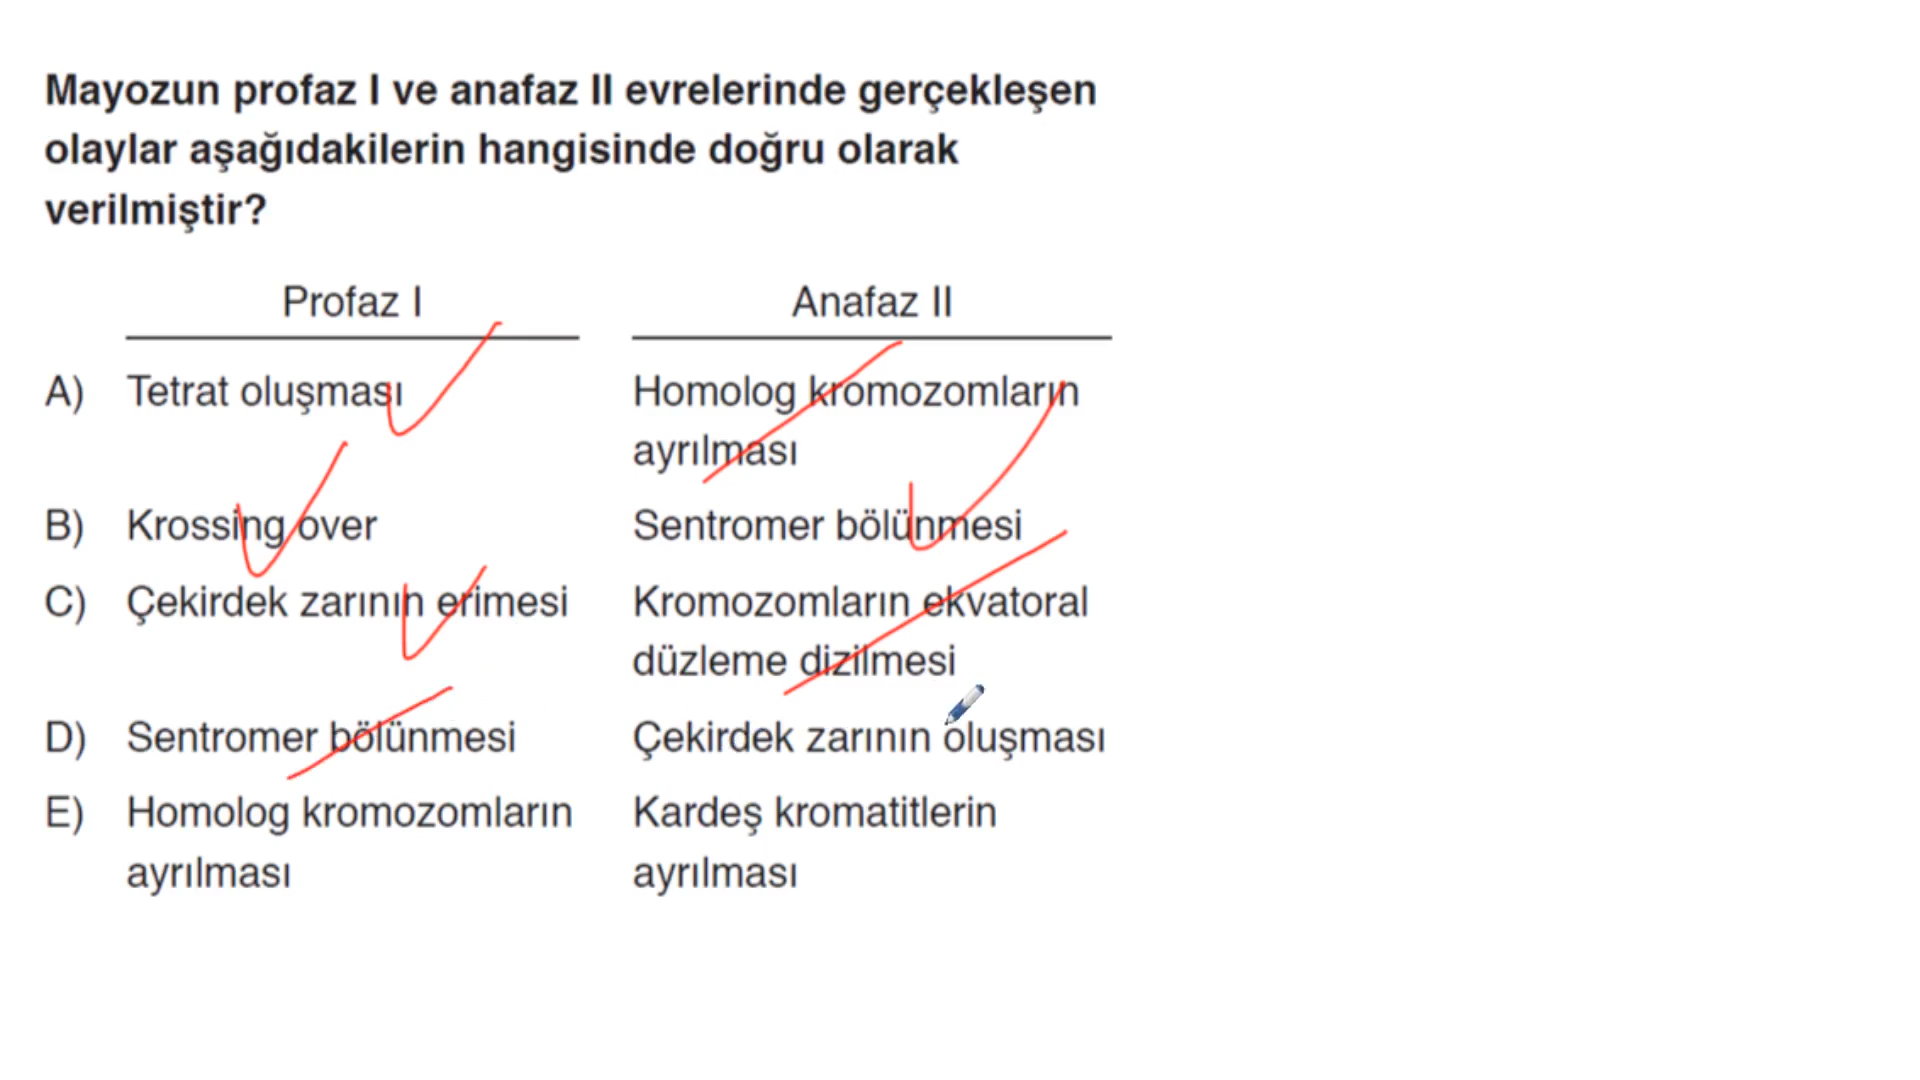 Mayozun profaz I ve anafaz II evrelerinde gerçekleşen
olaylar aşağıdakilerin hangisinde doğru olarak
verilmiştir?
Profaz I Anafaz II
A) Tetrat oluşması Homolog kromozomların
ayrılması
B) Krossing over Sentromer bölünmesi
C) Çekirdek zarının erimesi Kromozomların ekvatoral
düzleme dizilmesi
D) Sentromer bölünmesi Çekirdek zarının oluşması
E) Homolog kromozomların Kardeş kromatitlerin
ayrılması ayrılması